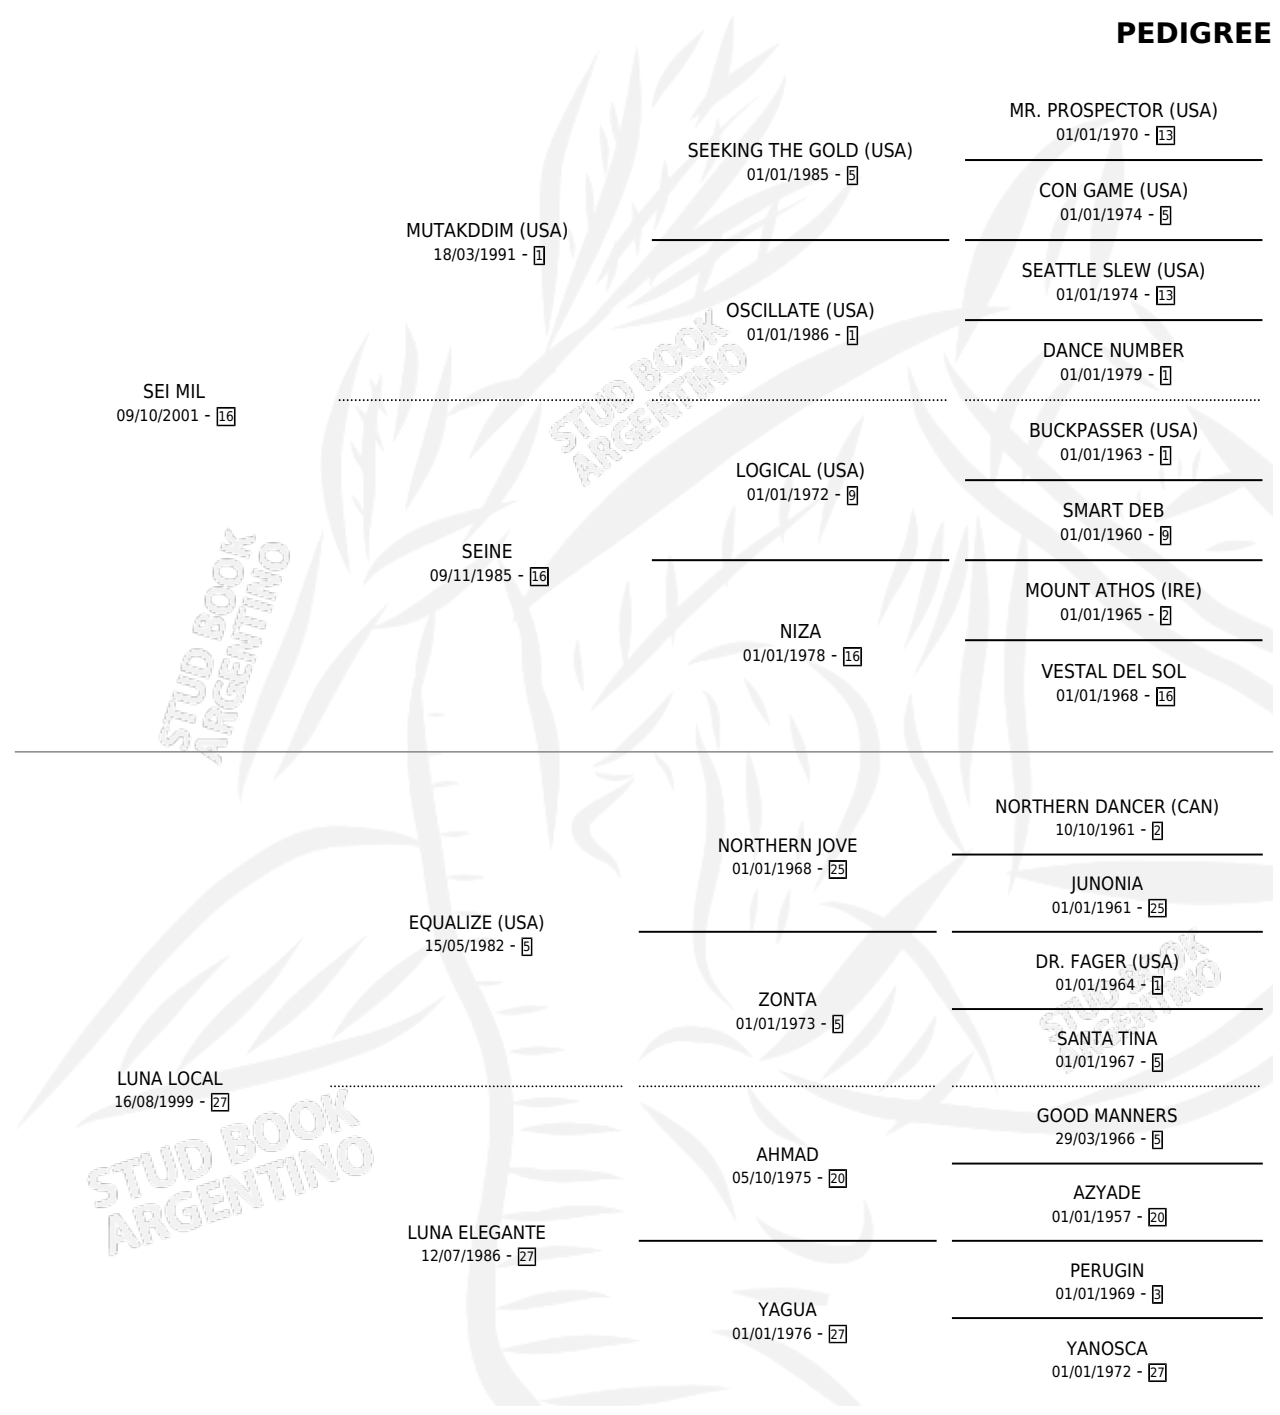 PEDIGREE
MR. PROSPECTOR (USA)
01/01/1970 - 13
SEEKING THE GOLD (USA)
01/01/1985 - 5
CON GAME (USA)
01/01/1974 - 5
MUTAKDDIM (USA)
18/03/1991 - 1
SEATTLE SLEW (USA)
01/01/1974 - 13
OSCILLATE (USA)
01/01/1986 - 1
DANCE NUMBER
01/01/1979 - 1
SEI MIL
09/10/2001 - 16
STUD BOOK
ARGENTINO
BUCKPASSER (USA)
01/01/1963 - 1
LOGICAL (USA)
01/01/1972 - 9
SMART DEB
01/01/1960 - 9
SEINE
09/11/1985 - 16
MOUNT ATHOS (IRE)
01/01/1965 - 2
NIZA
01/01/1978 - 16
VESTAL DEL SOL
01/01/1968 - 16
STUD BOOK
ARGENTINO
NORTHERN DANCER (CAN)
10/10/1961 - 2
NORTHERN JOVE
01/01/1968 - 25
JUNONIA
01/01/1961 - 25
EQUALIZE (USA)
15/05/1982 - 5
DR. FAGER (USA)
01/01/1964 - 1
ZONTA
01/01/1973 - 5
SANTA TINA
01/01/1967 - 5
STUD BOOK
ARGENTINO
LUNA LOCAL
16/08/1999 - 27
GOOD MANNERS
29/03/1966 - 5
AHMAD
05/10/1975 - 20
AZYADE
01/01/1957 - 20
STUD BOOK
ARGENTINO
LUNA ELEGANTE
12/07/1986 - 27
PERUGIN
01/01/1969 - 3
YAGUA
01/01/1976 - 27
YANOSCA
01/01/1972 - 27